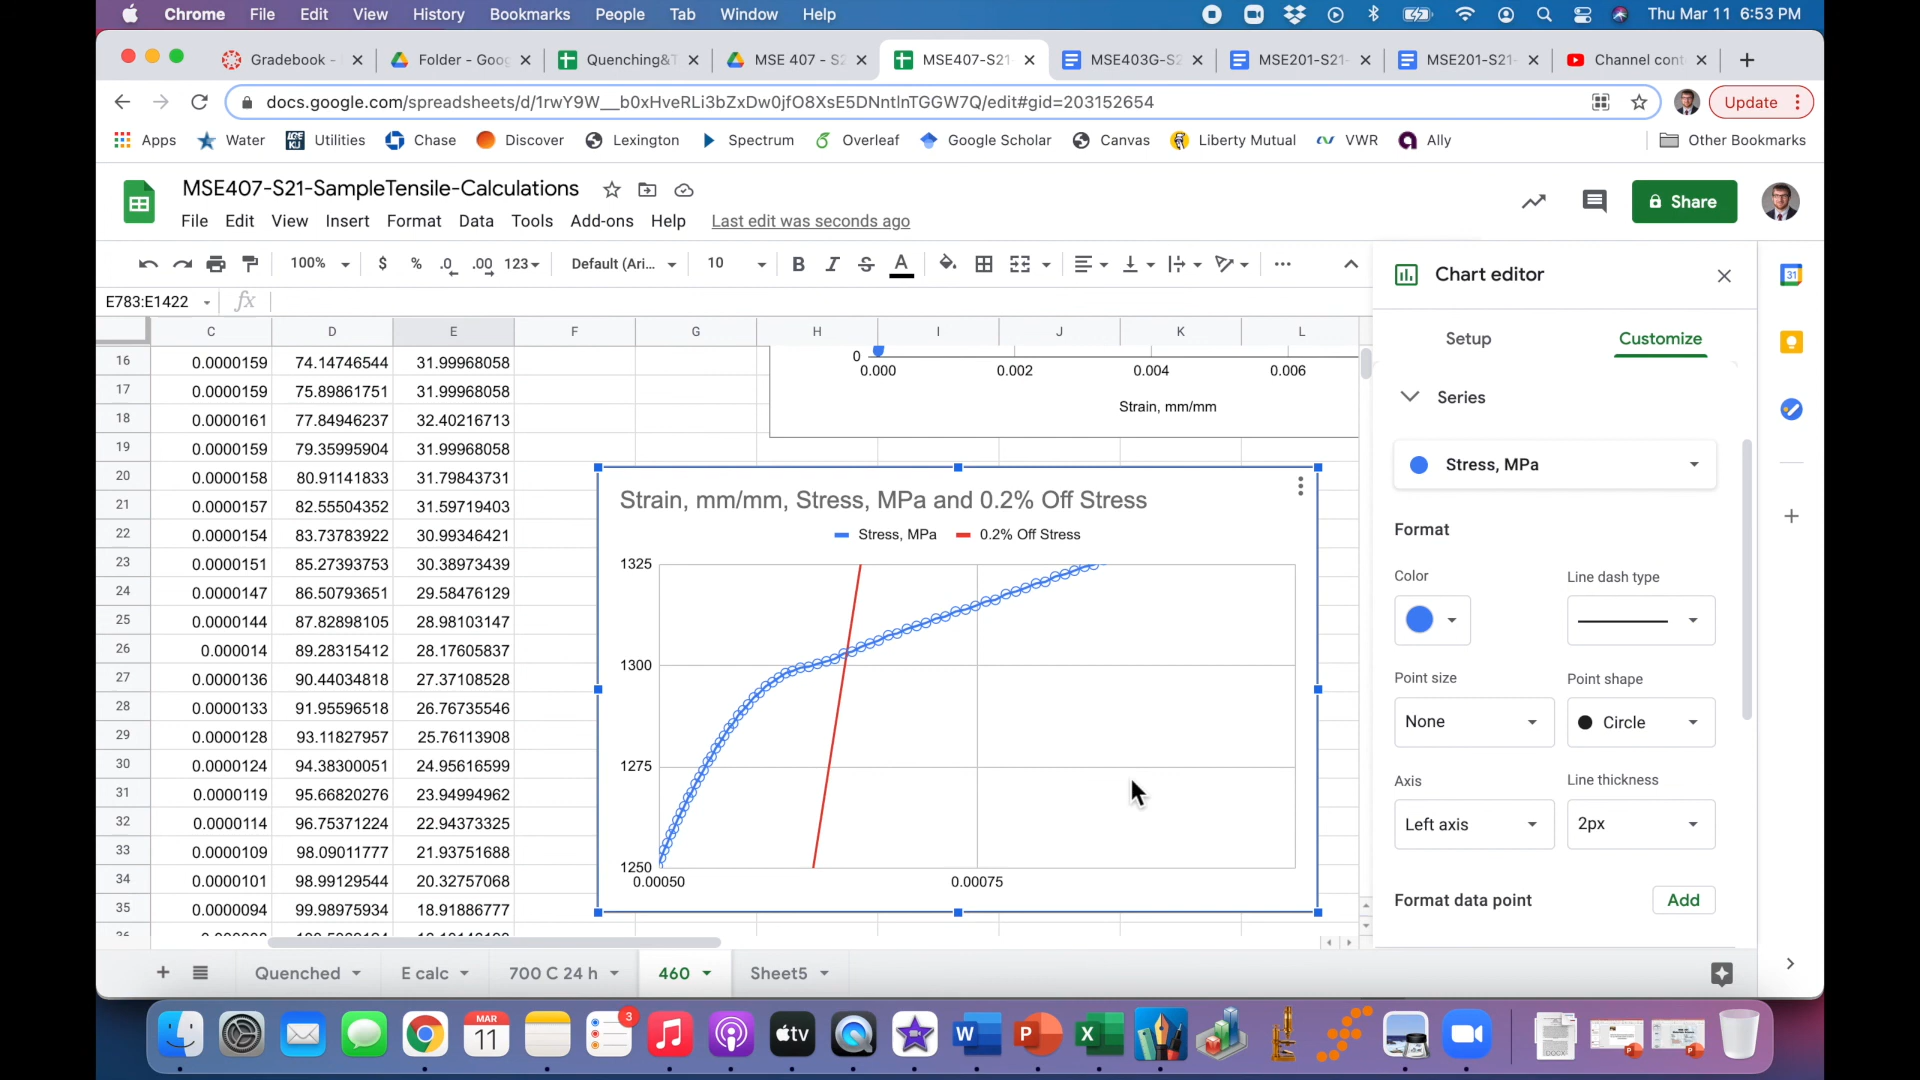 Chrome File Edit View History Bookmarks People Tab Window Help Thu Mar 11 6:53 PM
Gradebook - Folder - Goog Quenching&T MSE 407 - S2 MSE407-S21- MSE403G-S2 MSE201-S21- MSE201-S21- Channel cont
docs.google.com/spreadsheets/d/1rwY9W__b0xHveRLi3bZxDw0jfO8XsE5DNntlnTGGW7Q/edit#gid=203152654 Update
Apps Water Utilities Chase Discover Lexington Spectrum Overleaf Google Scholar Canvas Liberty Mutual VWR Ally Other Bookmarks
MSE407-S21-SampleTensile-Calculations
File Edit View Insert Format Data Tools Add-ons Help Last edit was seconds ago
Share
100% $ % .0 .00 123 Default (Ari... 10 B I S A
E783:E1422 fx
C D E F G H I J K L
16 0.0000159 74.14746544 31.99968058
17 0.0000159 75.89861751 31.99968058
18 0.0000161 77.84946237 32.40216713
19 0.0000159 79.35995904 31.99968058
20 0.0000158 80.91141833 31.79843731
21 0.0000157 82.55504352 31.59719403
22 0.0000154 83.73783922 30.99346421
23 0.0000151 85.27393753 30.38973439
24 0.0000147 86.50793651 29.58476129
25 0.0000144 87.82898105 28.98103147
26 0.000014 89.28315412 28.17605837
27 0.0000136 90.44034818 27.37108528
28 0.0000133 91.95596518 26.76735546
29 0.0000128 93.11827957 25.76113908
30 0.0000124 94.38300051 24.95616599
31 0.0000119 95.66820276 23.94994962
32 0.0000114 96.75371224 22.94373325
33 0.0000109 98.09011777 21.93751688
34 0.0000101 98.99129544 20.32757068
35 0.0000094 99.98975934 18.91886777
0
0.000 0.002 0.004 0.006
Strain, mm/mm
Strain, mm/mm, Stress, MPa and 0.2% Off Stress
Stress, MPa 0.2% Off Stress
1325
1300
1275
1250
0.00050 0.00075
Chart editor
Setup Customize
Series
Stress, MPa
Format
Color Line dash type
Point size Point shape
None Circle
Axis Line thickness
Left axis 2px
Format data point Add
31
Quenched E calc 700 C 24 h 460 Sheet5
MAR
11
3
tv
W
P
X
DOCX
P
P